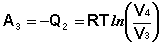 A₃ = −Q₂ = RT ln(V₄/V₃)